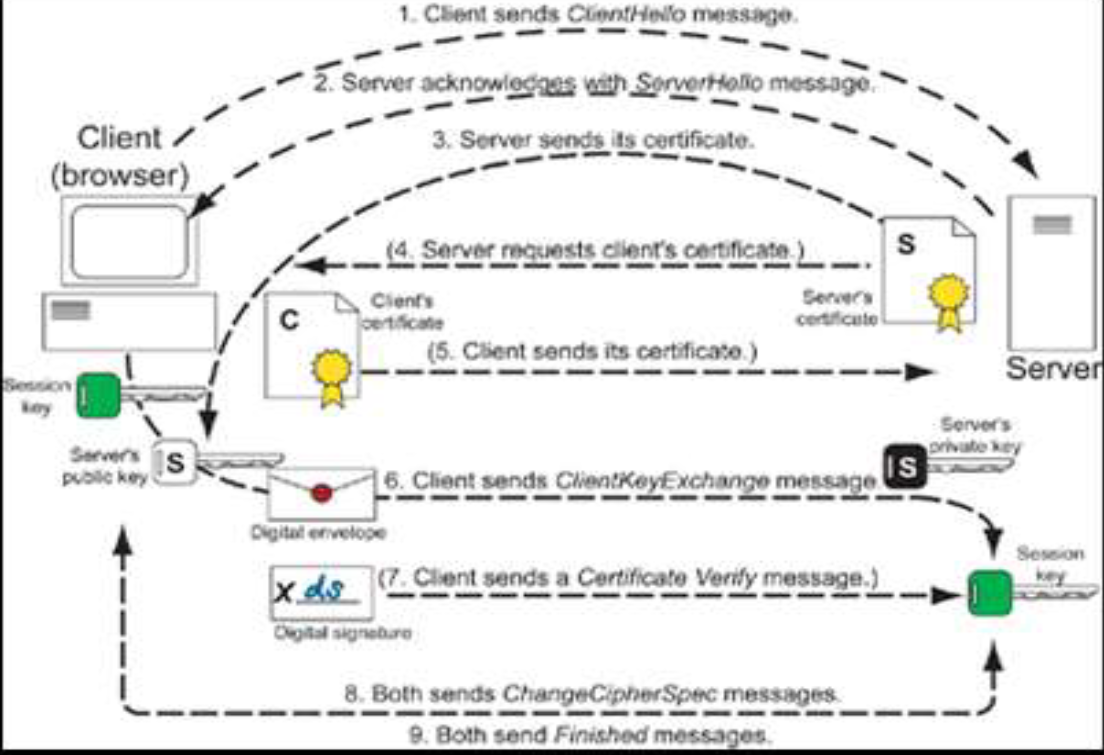 1. Client sends ClientHello message.
2. Server acknowledges with ServerHello message.
3. Server sends its certificate.
Client
(browser)
(4. Server requests client's certificate.)
S
Server's
certificate
C
Client's
certificate
(5. Client sends its certificate.)
Server
Session
key
Server's
public key
S
Server's
private key
S
6. Client sends ClientKeyExchange message
Digital envelope
Session
key
(7. Client sends a Certificate Verify message.)
X ds
Digital signature
8. Both sends ChangeCipherSpec messages.
9. Both send Finished messages.